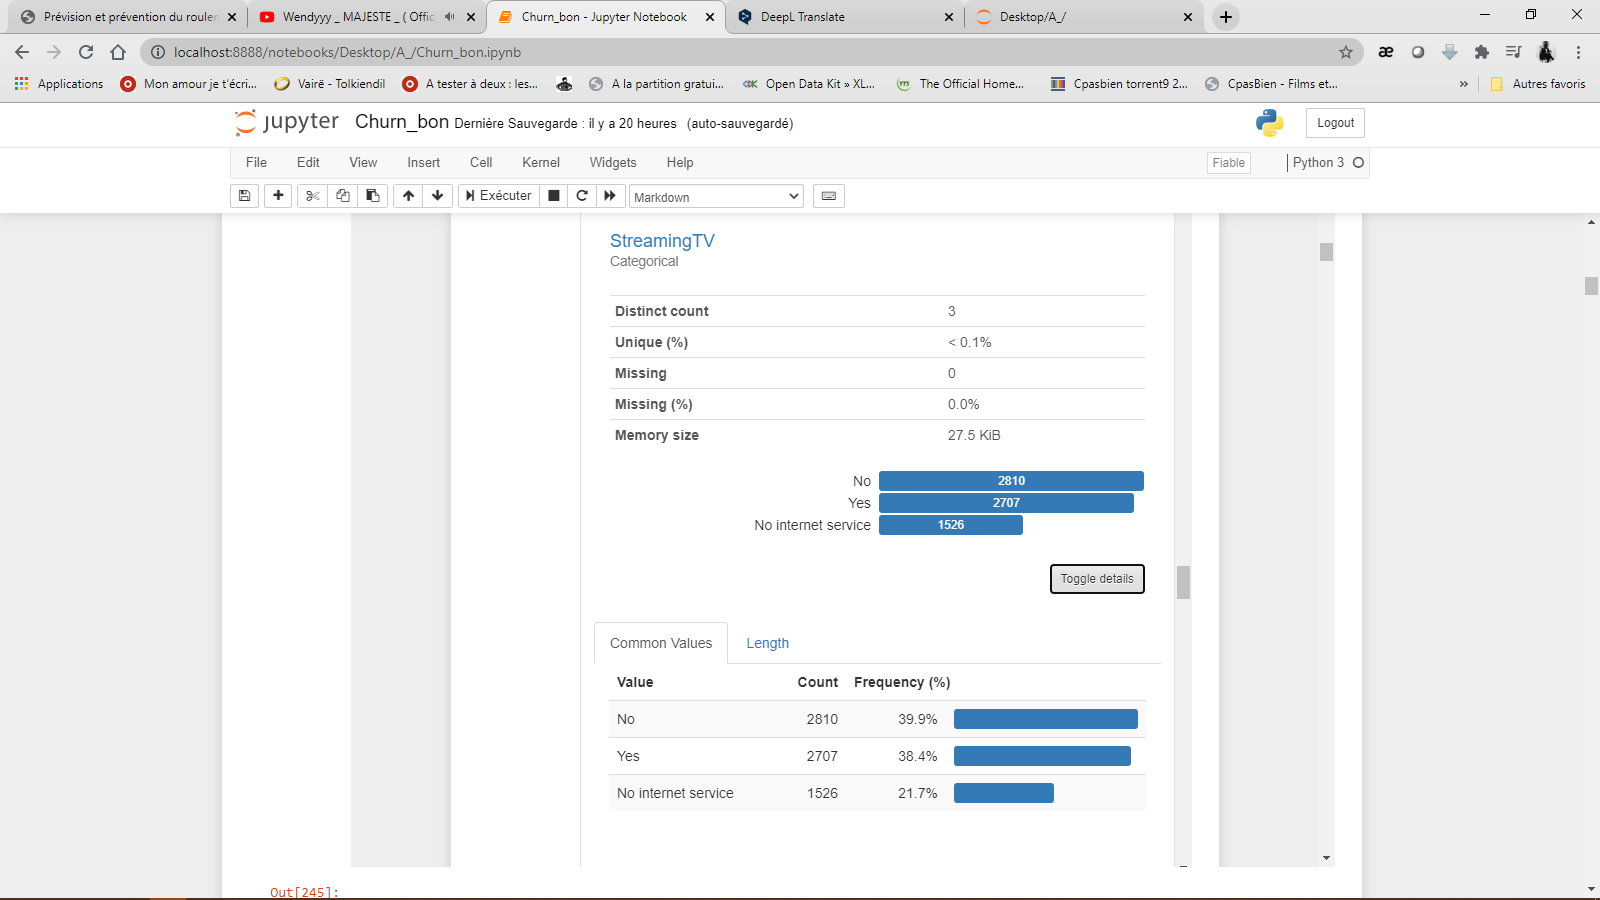 Prévision et prévention du rouler
Wendyyy _ MAJESTE _ ( Offic
Churn_bon - Jupyter Notebook
DeepL Translate
Desktop/A_/
localhost:8888/notebooks/Desktop/A_/Churn_bon.ipynb
Applications
Mon amour je t'écri...
Vairë - Tolkiendil
A tester à deux : les...
A la partition gratui...
Open Data Kit » XL...
The Official Home...
Cpasbien torrent9 2...
CpasBien - Films et...
»
Autres favoris
jupyter Churn_bon Dernière Sauvegarde : il y a 20 heures (auto-sauvegardé)
Logout
File Edit View Insert Cell Kernel Widgets Help
Fiable
Python 3
Exécuter
Markdown
StreamingTV
Categorical
Distinct count 3
Unique (%) < 0.1%
Missing 0
Missing (%) 0.0%
Memory size 27.5 KiB
No 2810
Yes 2707
No internet service 1526
Toggle details
Common Values Length
Value Count Frequency (%)
No 2810 39.9%
Yes 2707 38.4%
No internet service 1526 21.7%
Out[245]: